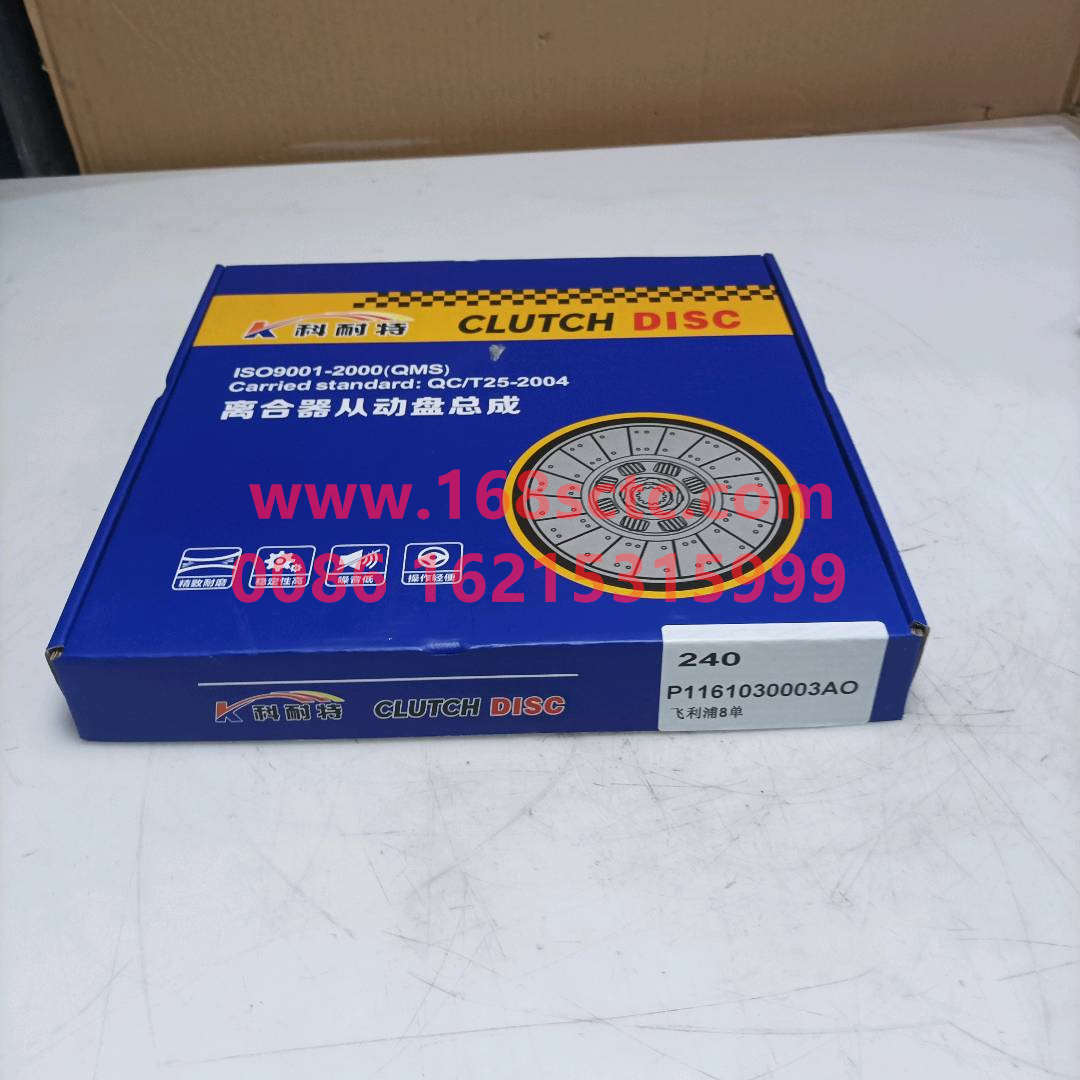 K 科耐特 CLUTCH DISC
ISO9001-2000(QMS)
Carried standard: QC/T25-2004
离合器从动盘总成
www.168sctc.com
精致耐磨 稳定性高 噪音低 操作轻便
0086 16215315999
240
P1161030003AO
飞利浦8单
K 科耐特 CLUTCH DISC